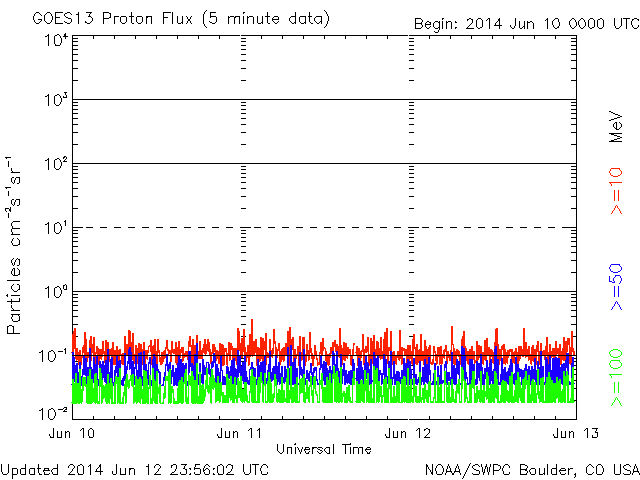 GOES13 Proton Flux (5 minute data)
Begin: 2014 Jun 10 0000 UTC
Particles cm⁻²s⁻¹sr⁻¹
10⁴
10³
10²
10¹
10⁰
10⁻¹
10⁻²
Jun 10
Jun 11
Jun 12
Jun 13
Universal Time
MeV
>=10
>=50
>=100
Updated 2014 Jun 12 23:56:02 UTC
NOAA/SWPC Boulder, CO USA